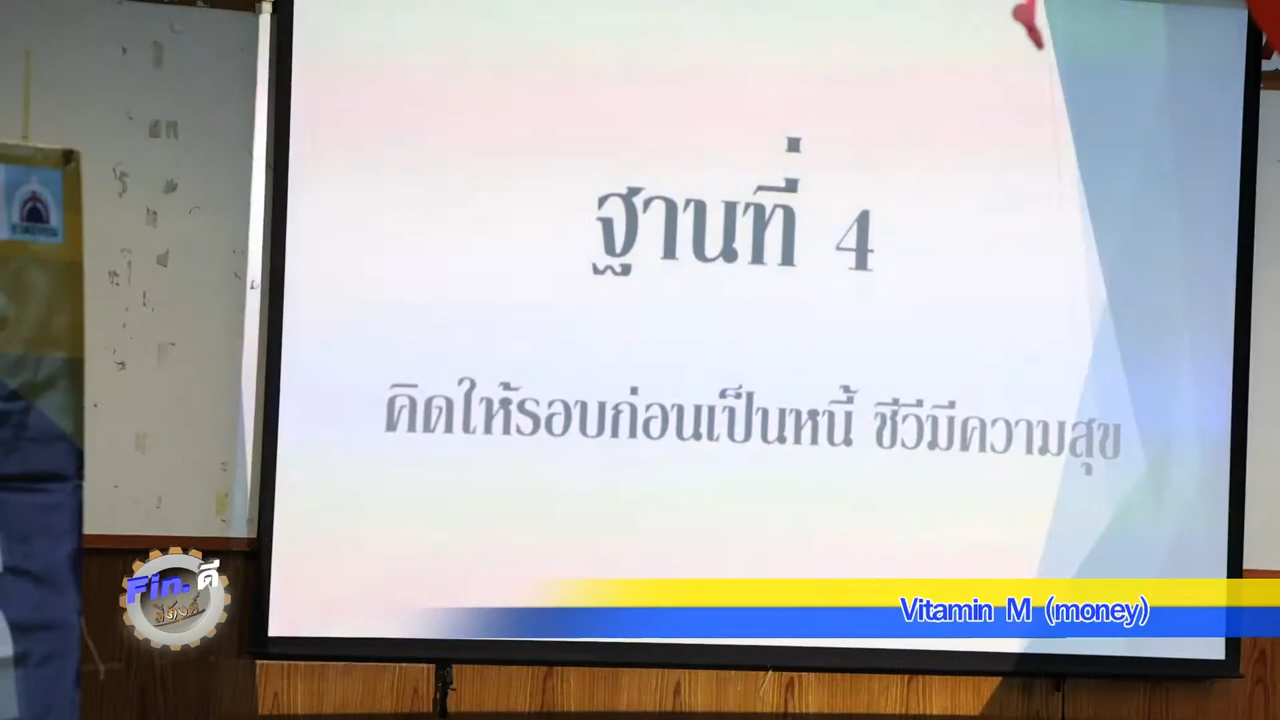 ฐานที่ 4
คิดให้รอบก่อนเป็นหนี้ ชีวีมีความสุข
Fin. ดี
Vitamin M (money)